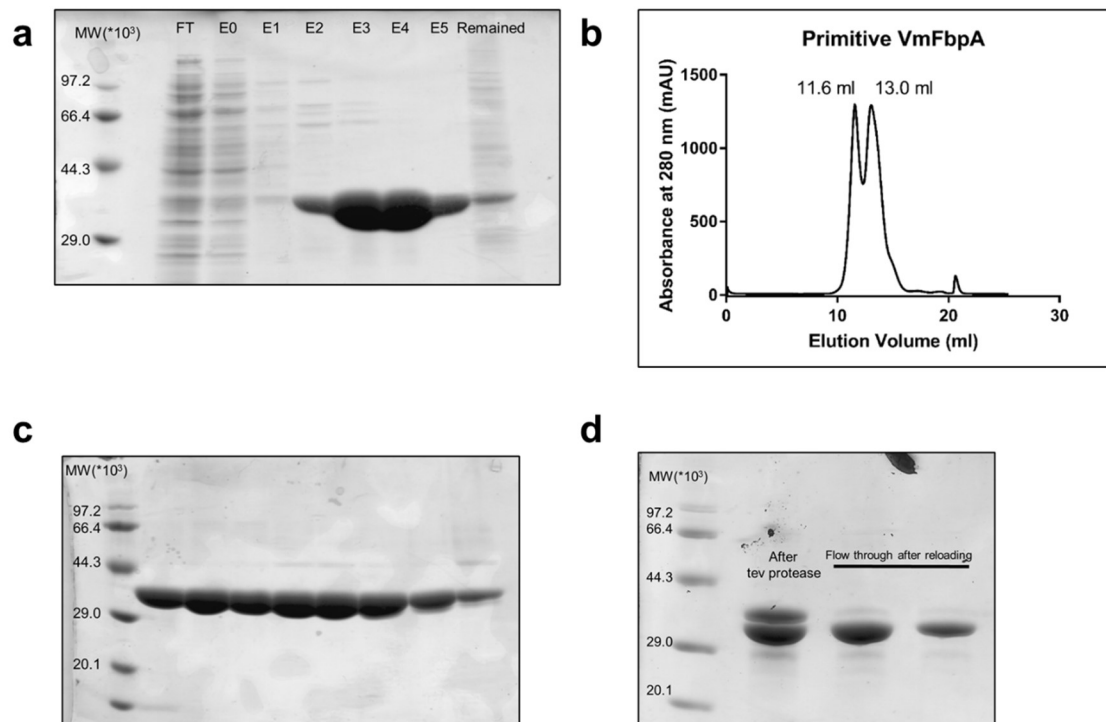 a
MW(*10³)
FT E0 E1 E2 E3 E4 E5 Remained
97.2
66.4
44.3
29.0
b
Primitive VmFbpA
11.6 ml 13.0 ml
Absorbance at 280 nm (mAU)
1500
1000
500
0
0 10 20 30
Elution Volume (ml)
c
MW(*10³)
97.2
66.4
44.3
29.0
20.1
d
MW(*10³)
97.2
66.4
44.3
29.0
20.1
After
tev protease
Flow through after reloading